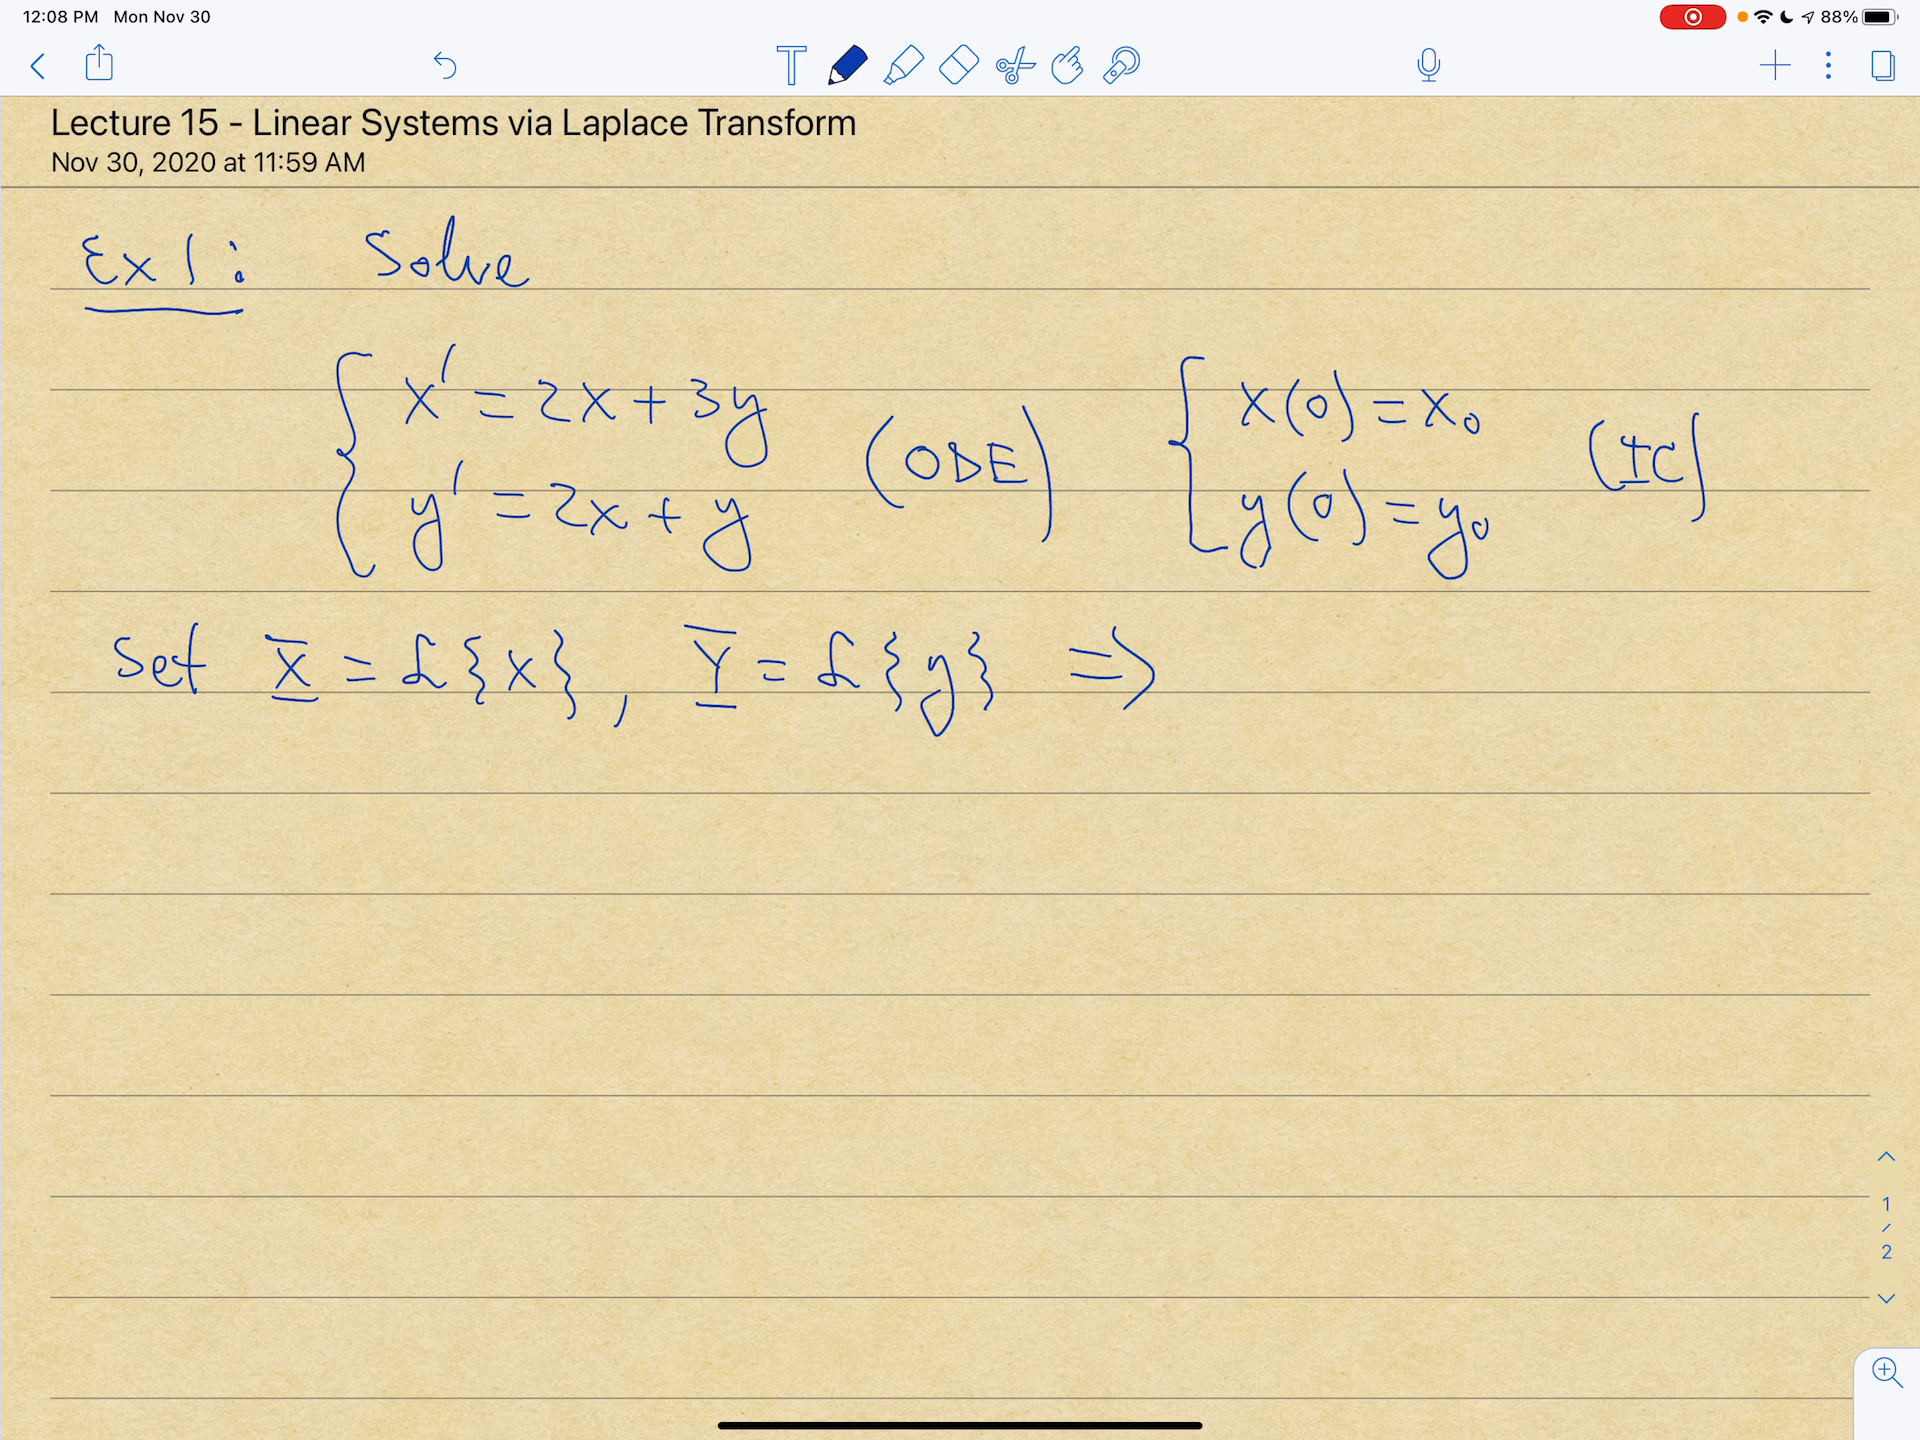 12:08 PM Mon Nov 30 88%
T
Lecture 15 - Linear Systems via Laplace Transform
Nov 30, 2020 at 11:59 AM
Ex 1: Solve
{ x' = 2x + 3y (ODE) { x(0) = x₀ (IC)
y' = 2x + y y(0) = y₀
Set X = £{x}, Y = £{y} ⇒
1
/
2